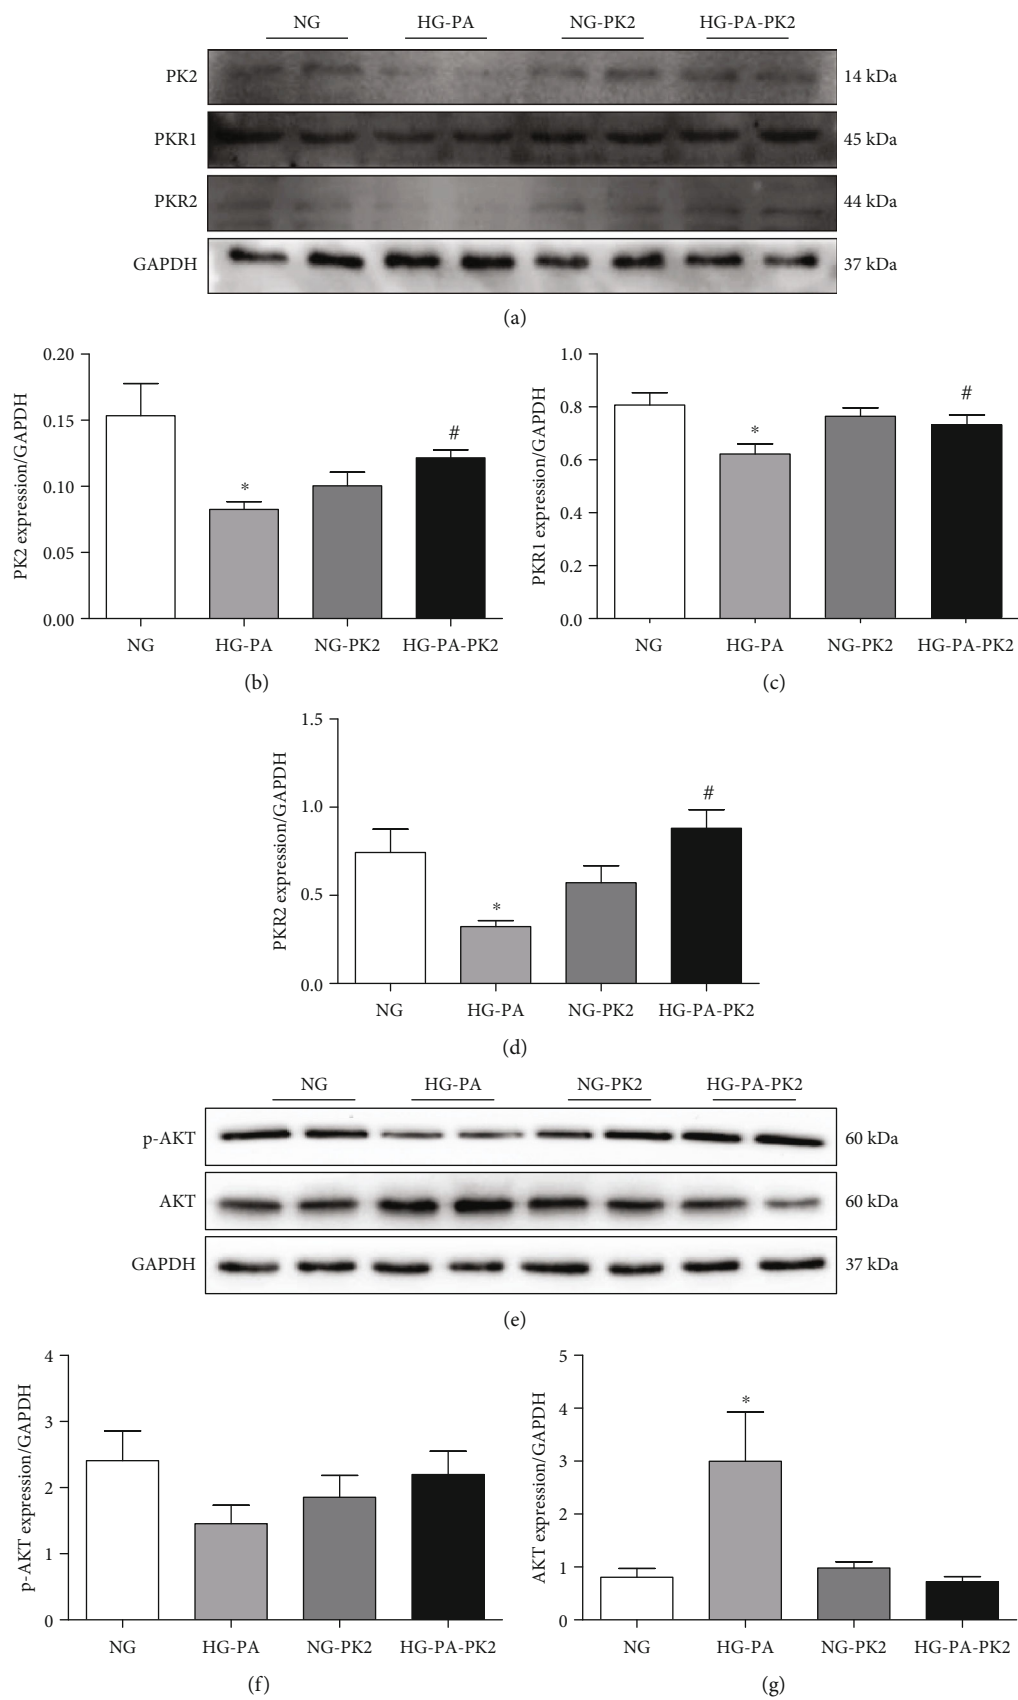 NG HG-PA NG-PK2 HG-PA-PK2
PK2 14 kDa
PKR1 45 kDa
PKR2 44 kDa
GAPDH 37 kDa
(a)
PK2 expression/GAPDH
0.20
0.15
0.10
0.05
0.00
*
#
NG HG-PA NG-PK2 HG-PA-PK2
(b)
PKR1 expression/GAPDH
1.0
0.8
0.6
0.4
0.2
0.0
*
#
NG HG-PA NG-PK2 HG-PA-PK2
(c)
PKR2 expression/GAPDH
1.5
1.0
0.5
0.0
*
#
NG HG-PA NG-PK2 HG-PA-PK2
(d)
NG HG-PA NG-PK2 HG-PA-PK2
p-AKT 60 kDa
AKT 60 kDa
GAPDH 37 kDa
(e)
p-AKT expression/GAPDH
4
3
2
1
0
NG HG-PA NG-PK2 HG-PA-PK2
(f)
AKT expression/GAPDH
5
4
3
2
1
0
*
NG HG-PA NG-PK2 HG-PA-PK2
(g)